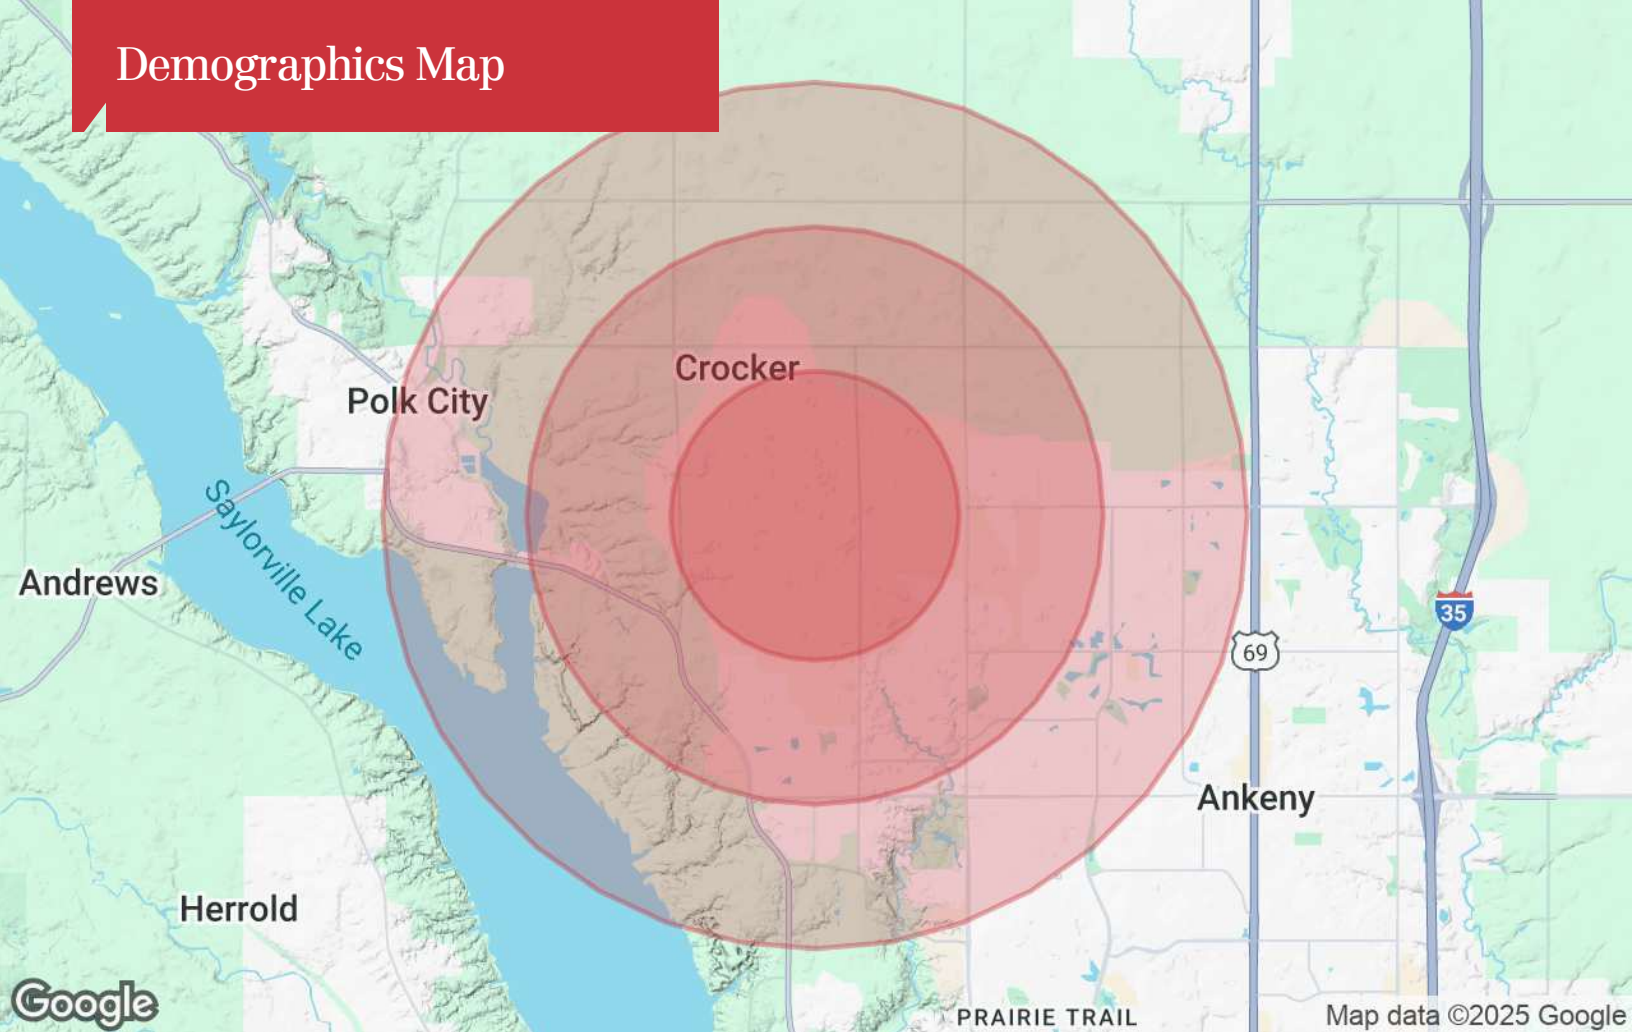 Demographics Map
Crocker
Polk City
Saylorville Lake
Andrews
35
69
Ankeny
Herrold
Google
PRAIRIE TRAIL
Map data ©2025 Google